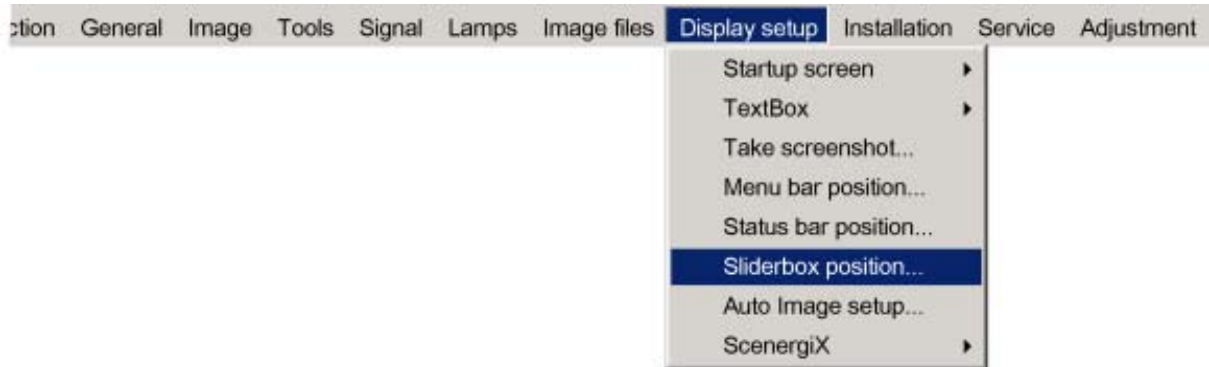 ction General Image Tools Signal Lamps Image files Display setup Installation Service Adjustment
Startup screen
TextBox
Take screenshot...
Menu bar position...
Status bar position...
Sliderbox position...
Auto Image setup...
ScenergiX